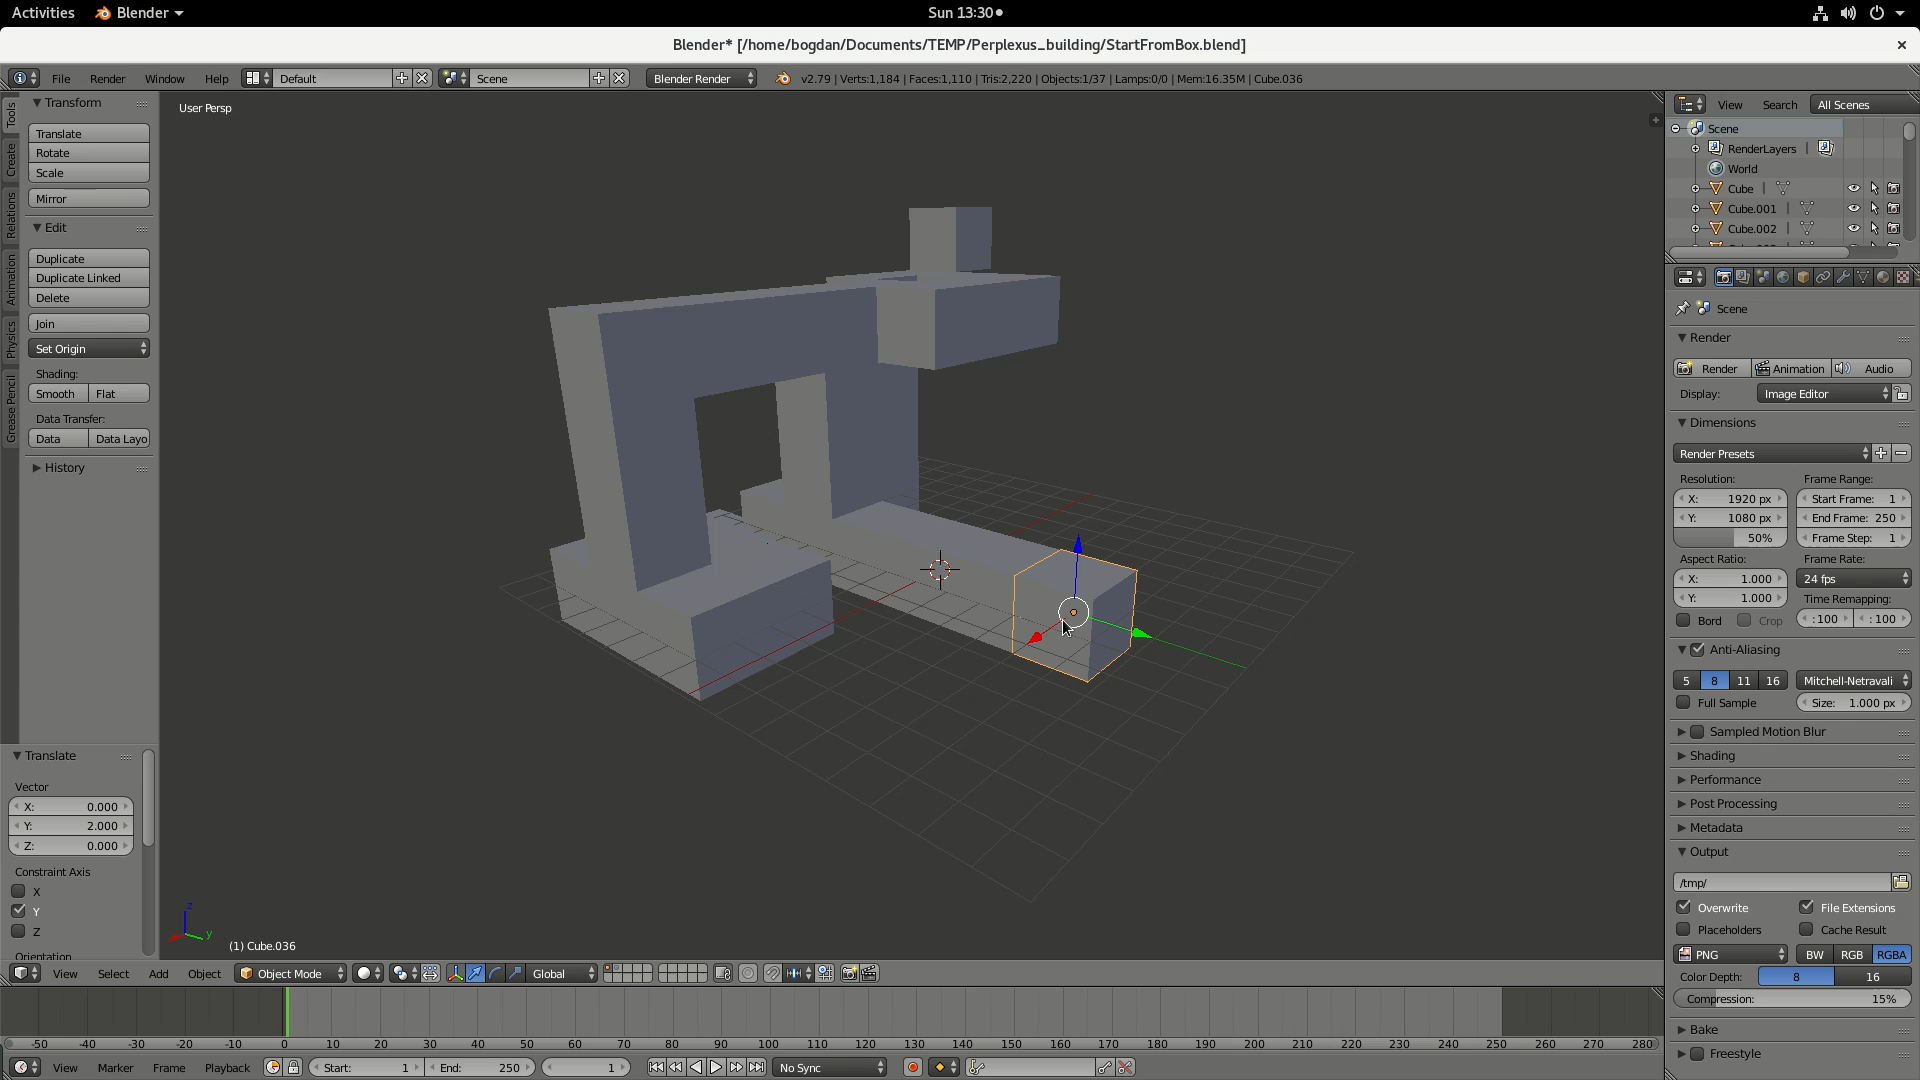 Activities Blender Sun 13:30
Blender* [/home/bogdan/Documents/TEMP/Perplexus_building/StartFromBox.blend]
File Render Window Help Default Scene Blender Render v2.79 | Verts:1,184 | Faces:1,110 | Tris:2,220 | Objects:1/37 | Lamps:0/0 | Mem:16.35M | Cube.036
Tools
Create
Relations
Animation
Physics
Grease Pencil
Transform
Translate
Rotate
Scale
Mirror
Edit
Duplicate
Duplicate Linked
Delete
Join
Set Origin
Shading:
Smooth Flat
Data Transfer:
Data Data Layo
History
Translate
Vector
X: 0.000
Y: 2.000
Z: 0.000
Constraint Axis
X
Y
Z
Orientation
User Persp
z
y
(1) Cube.036
View Select Add Object Object Mode Global
-50 -40 -30 -20 -10 0 10 20 30 40 50 60 70 80 90 100 110 120 130 140 150 160 170 180 190 200 210 220 230 240 250 260 270 280
View Marker Frame Playback Start: 1 End: 250 1 No Sync
View Search All Scenes
Scene
RenderLayers |
World
Cube |
Cube.001 |
Cube.002 |
Scene
Render
Render Animation Audio
Display: Image Editor
Dimensions
Render Presets
Resolution: Frame Range:
X: 1920 px Start Frame: 1
Y: 1080 px End Frame: 250
50% Frame Step: 1
Aspect Ratio: Frame Rate:
X: 1.000 24 fps
Y: 1.000 Time Remapping:
Bord Crop : 100 : 100
Anti-Aliasing
5 8 11 16 Mitchell-Netravali
Full Sample Size: 1.000 px
Sampled Motion Blur
Shading
Performance
Post Processing
Metadata
Output
/tmp/
Overwrite File Extensions
Placeholders Cache Result
PNG BW RGB RGBA
Color Depth: 8 16
Compression: 15%
Bake
Freestyle